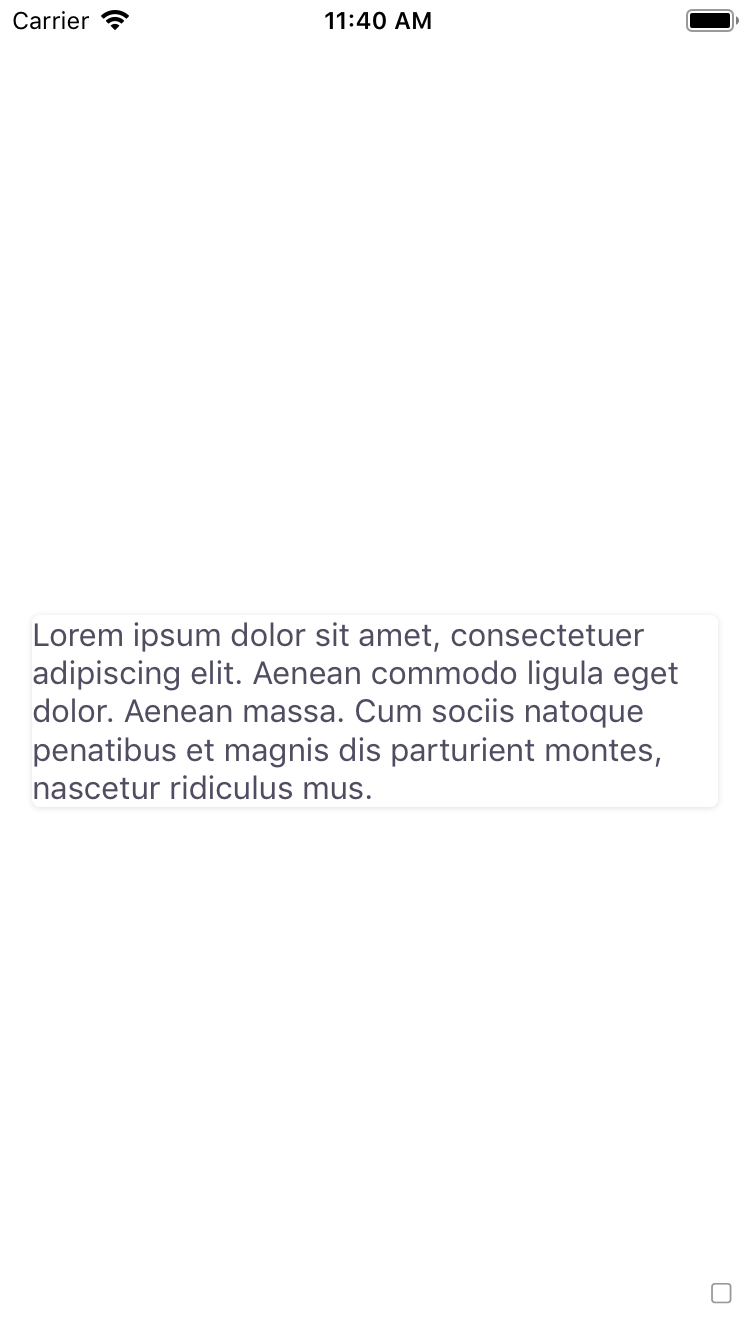 Carrier 11:40 AM
Lorem ipsum dolor sit amet, consectetuer
adipiscing elit. Aenean commodo ligula eget
dolor. Aenean massa. Cum sociis natoque
penatibus et magnis dis parturient montes,
nascetur ridiculus mus.